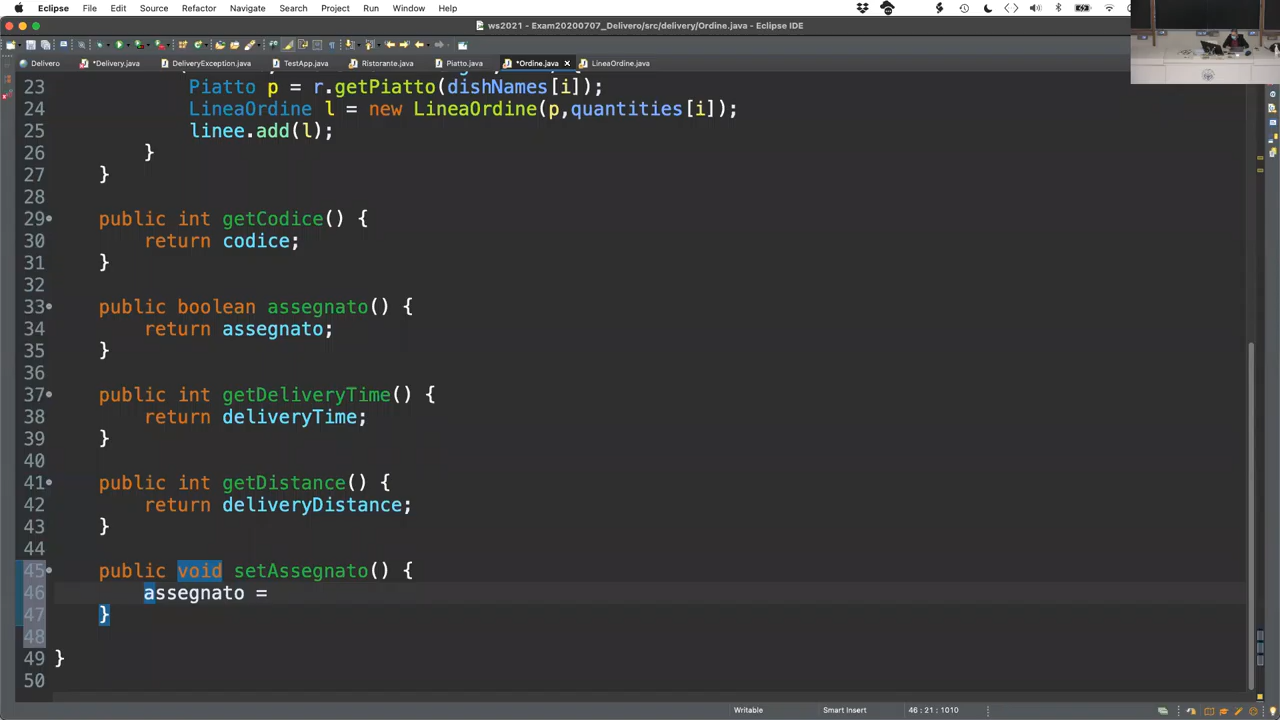 Eclipse File Edit Source Refactor Navigate Search Project Run Window Help
ws2021 - Exam20200707_Delivero/src/delivery/Ordine.java - Eclipse IDE
Delivero *Delivery.java DeliveryException.java TestApp.java Ristorante.java Piatto.java *Ordine.java LineaOrdine.java
23 Piatto p = r.getPiatto(dishNames[i]);
24 LineaOrdine l = new LineaOrdine(p,quantities[i]);
25 linee.add(l);
26 }
27 }
28
29 public int getCodice() {
30 return codice;
31 }
32
33 public boolean assegnato() {
34 return assegnato;
35 }
36
37 public int getDeliveryTime() {
38 return deliveryTime;
39 }
40
41 public int getDistance() {
42 return deliveryDistance;
43 }
44
45 public void setAssegnato() {
46 assegnato =
47 }
48
49 }
50
Writable Smart Insert 46 : 21 : 1010